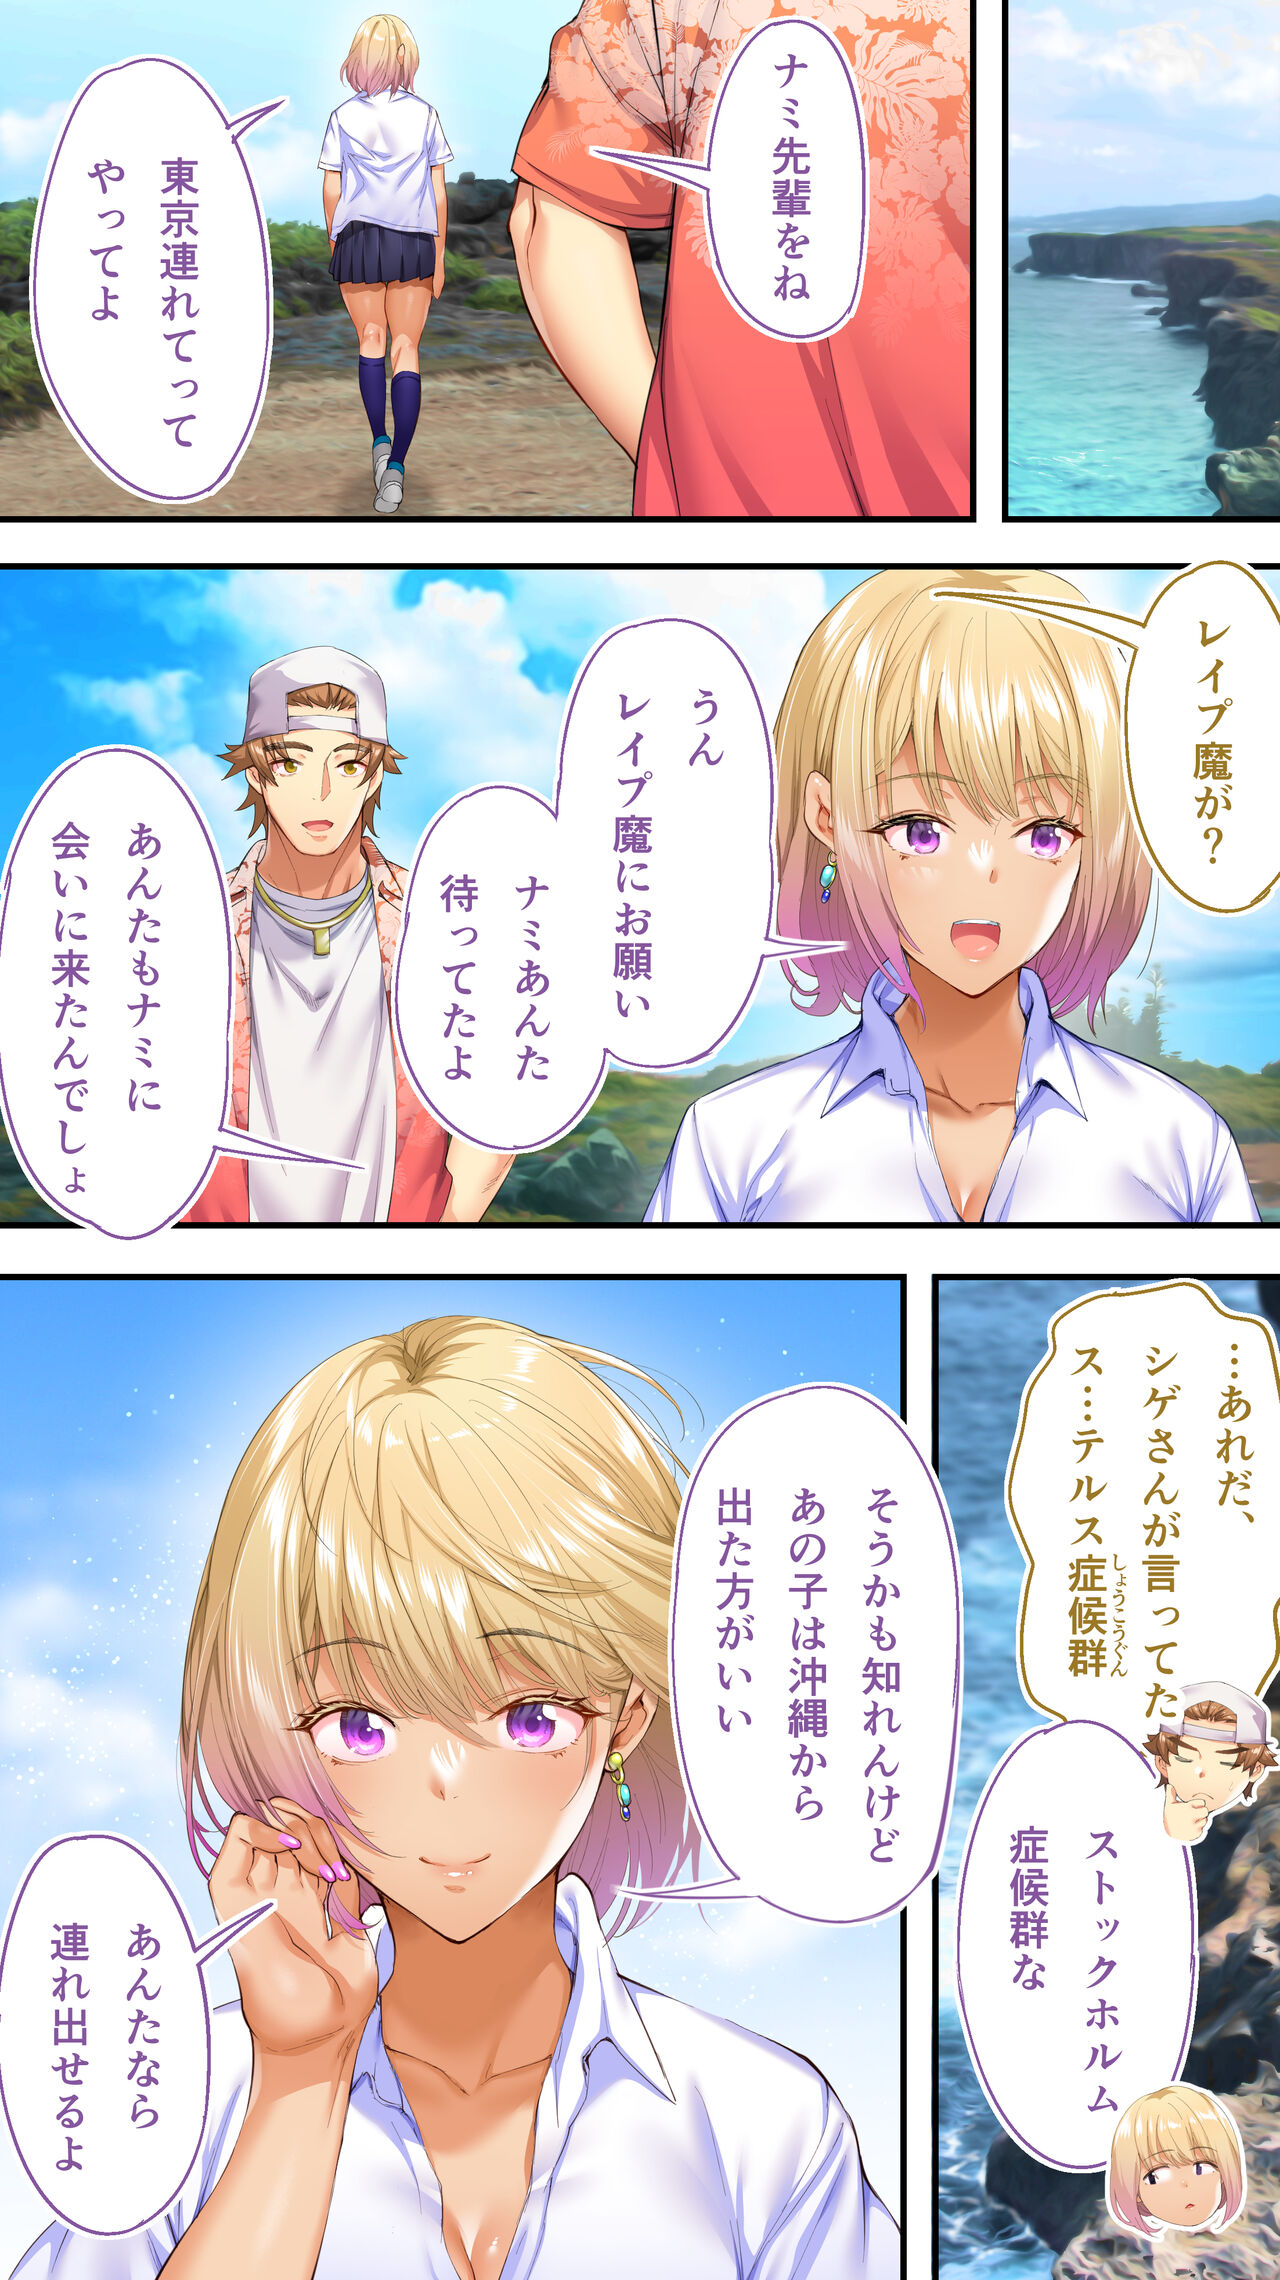 ナミ先輩をね
東京連れてって
やってよ
レイプ魔が？
うん
レイプ魔にお願い
ナミあんた
待ってたよ
あんたもナミに
会いに来たんでしょ
…あれだ、
シゲさんが言ってた
ス…テルス症候群
しょうこうぐん
ストックホルム
症候群な
そうかも知れんけど
あの子は沖縄から
出た方がいい
あんたなら
連れ出せるよ